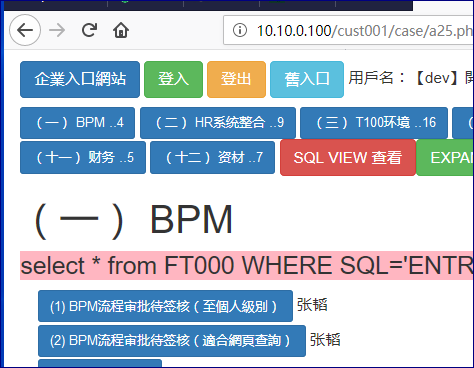 10.10.0.100/cust001/case/a25.ph
企業入口網站 登入 登出 舊入口 用戶名：【dev】開
（一） BPM ..4 （二） HR系统整合 ..9 （三） T100环境 ..16
（十一） 财务 ..5 （十二） 资材 ..7 SQL VIEW 查看 EXPAN
（一） BPM
select * from FT000 WHERE SQL='ENTR
(1) BPM流程审批待签核（至個人級別） 张韬
(2) BPM流程审批待签核（適合網頁查詢） 张韬